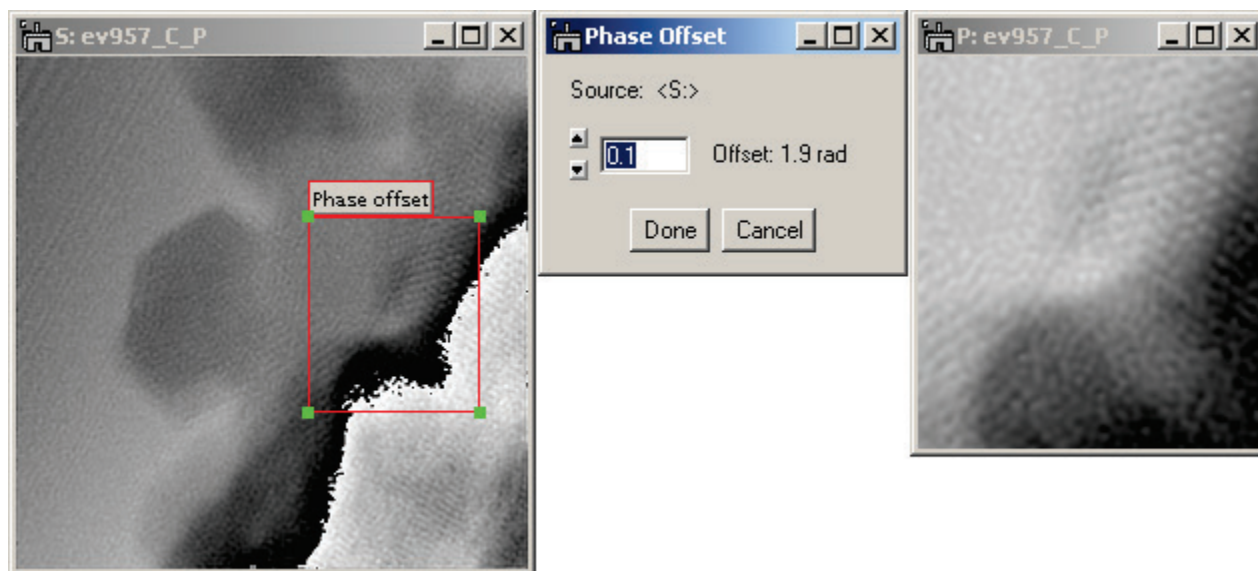 S: ev957_C_P
Phase offset
Phase Offset
Source: <S:>
0.1 Offset: 1.9 rad
Done Cancel
P: ev957_C_P